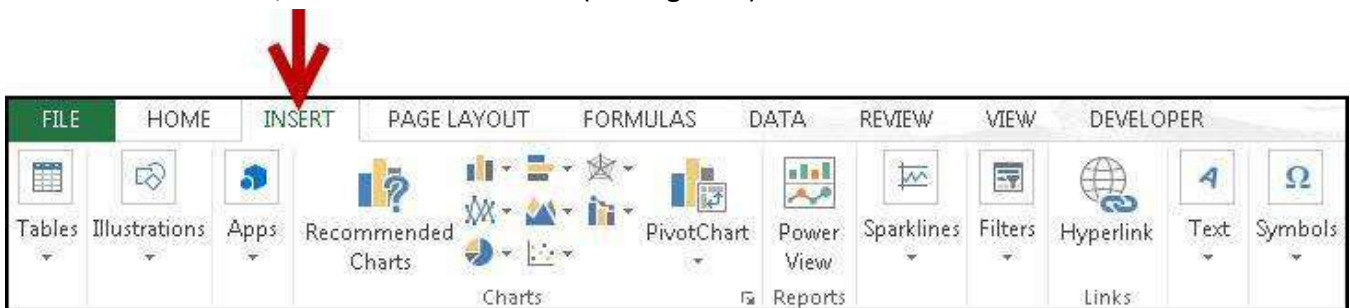 FILE HOME INSERT PAGE LAYOUT FORMULAS DATA REVIEW VIEW DEVELOPER
Tables Illustrations Apps Recommended Charts PivotChart Power View Sparklines Filters Hyperlink Text Symbols
Charts Reports Links